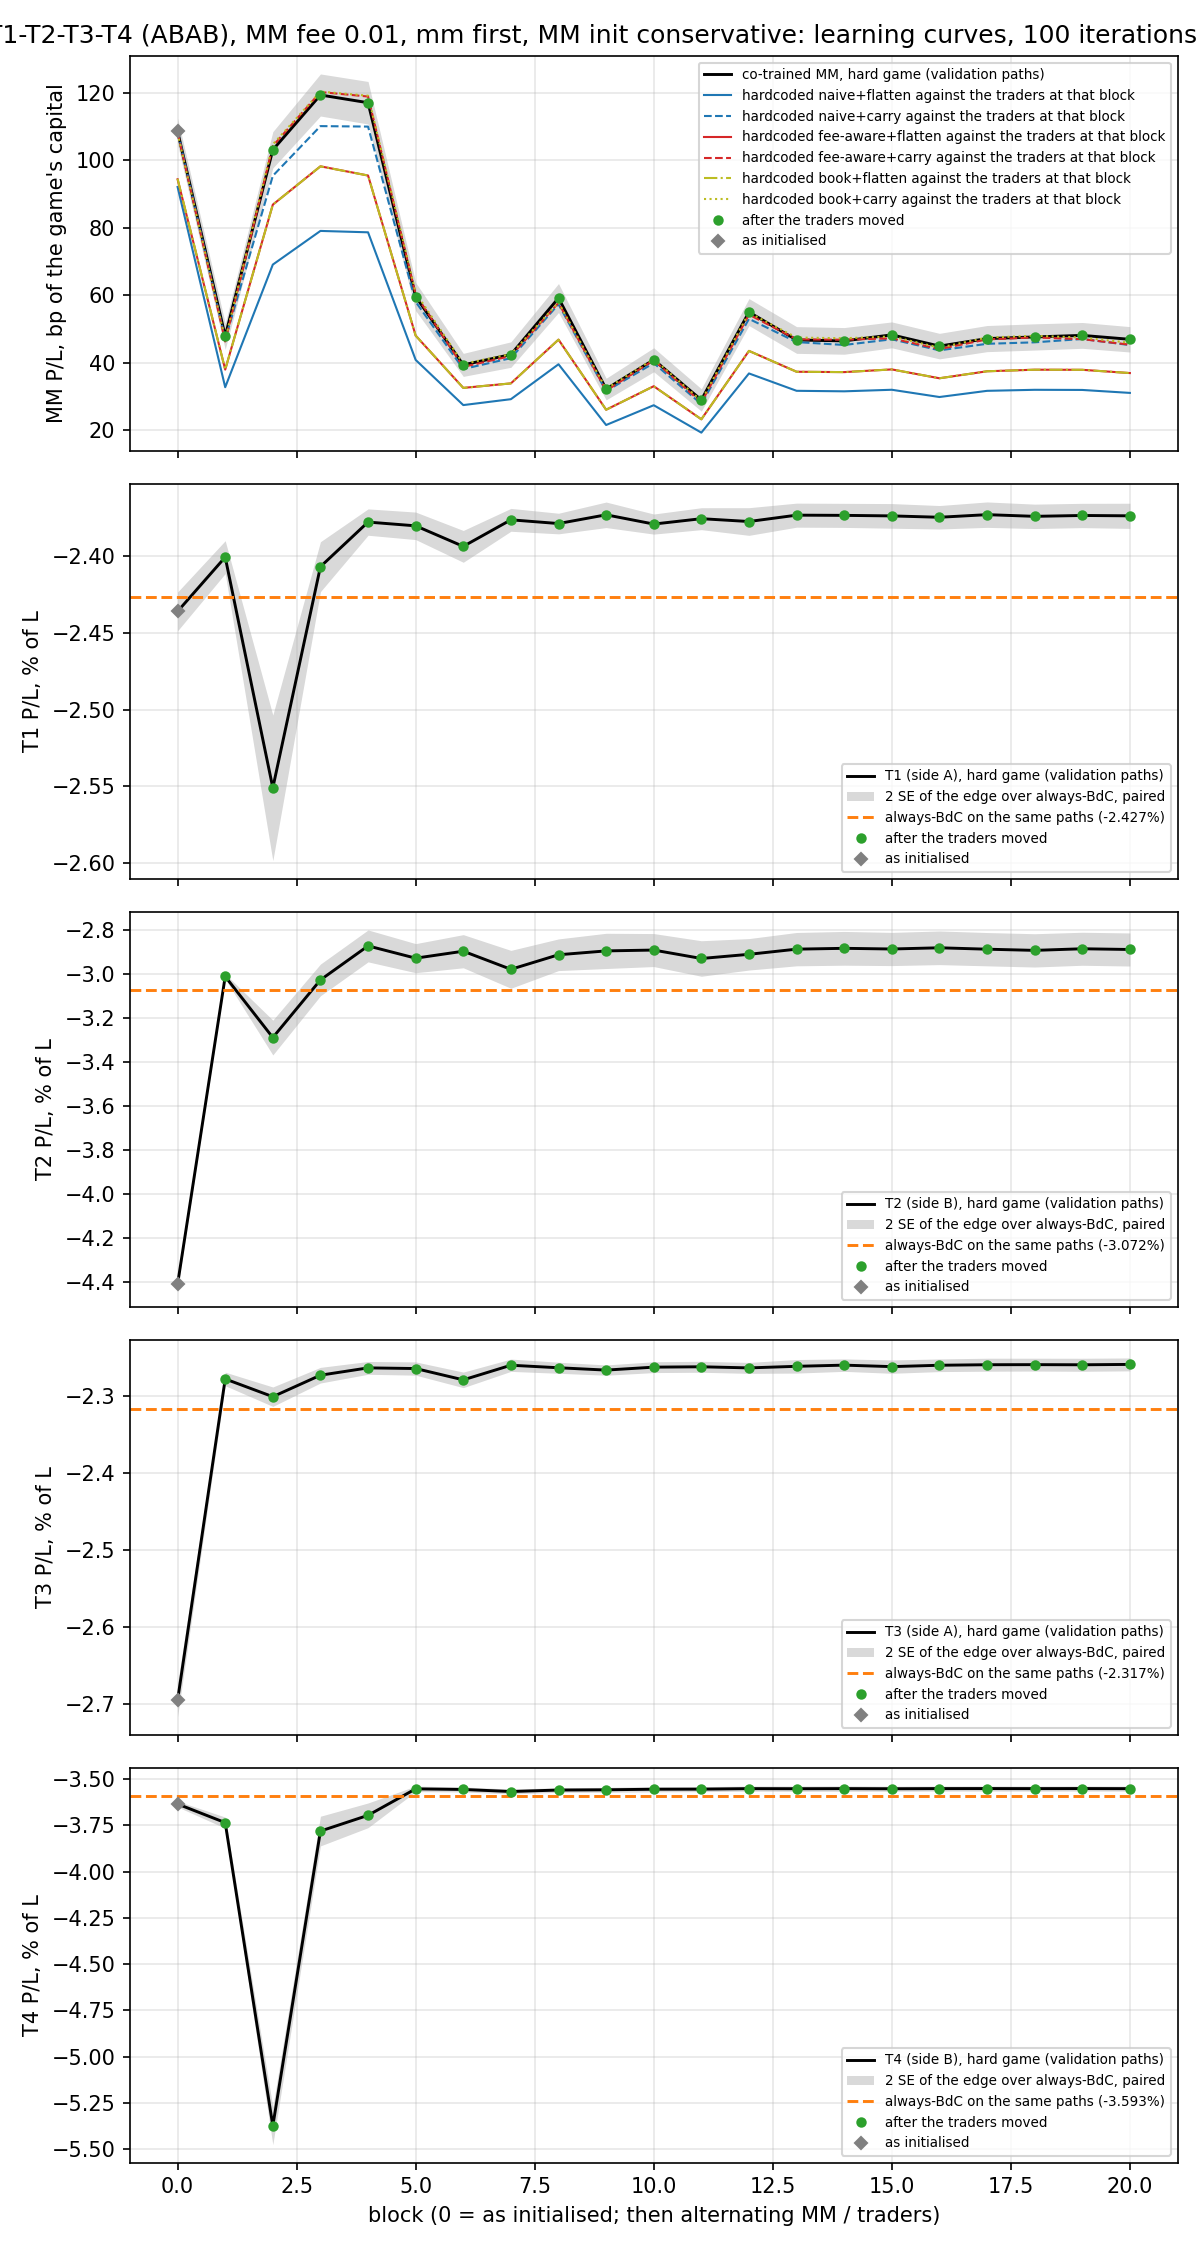 T1-T2-T3-T4 (ABAB), MM fee 0.01, mm first, MM init conservative: learning curves, 100 iterations
MM P/L, bp of the game's capital
120
100
80
60
40
20
co-trained MM, hard game (validation paths)
hardcoded naive+flatten against the traders at that block
hardcoded naive+carry against the traders at that block
hardcoded fee-aware+flatten against the traders at that block
hardcoded fee-aware+carry against the traders at that block
hardcoded book+flatten against the traders at that block
hardcoded book+carry against the traders at that block
after the traders moved
as initialised
T1 P/L, % of L
−2.40
−2.45
−2.50
−2.55
−2.60
T1 (side A), hard game (validation paths)
2 SE of the edge over always-BdC, paired
always-BdC on the same paths (-2.427%)
after the traders moved
as initialised
T2 P/L, % of L
−2.8
−3.0
−3.2
−3.4
−3.6
−3.8
−4.0
−4.2
−4.4
T2 (side B), hard game (validation paths)
2 SE of the edge over always-BdC, paired
always-BdC on the same paths (-3.072%)
after the traders moved
as initialised
T3 P/L, % of L
−2.3
−2.4
−2.5
−2.6
−2.7
T3 (side A), hard game (validation paths)
2 SE of the edge over always-BdC, paired
always-BdC on the same paths (-2.317%)
after the traders moved
as initialised
T4 P/L, % of L
−3.50
−3.75
−4.00
−4.25
−4.50
−4.75
−5.00
−5.25
−5.50
T4 (side B), hard game (validation paths)
2 SE of the edge over always-BdC, paired
always-BdC on the same paths (-3.593%)
after the traders moved
as initialised
0.0 2.5 5.0 7.5 10.0 12.5 15.0 17.5 20.0
block (0 = as initialised; then alternating MM / traders)